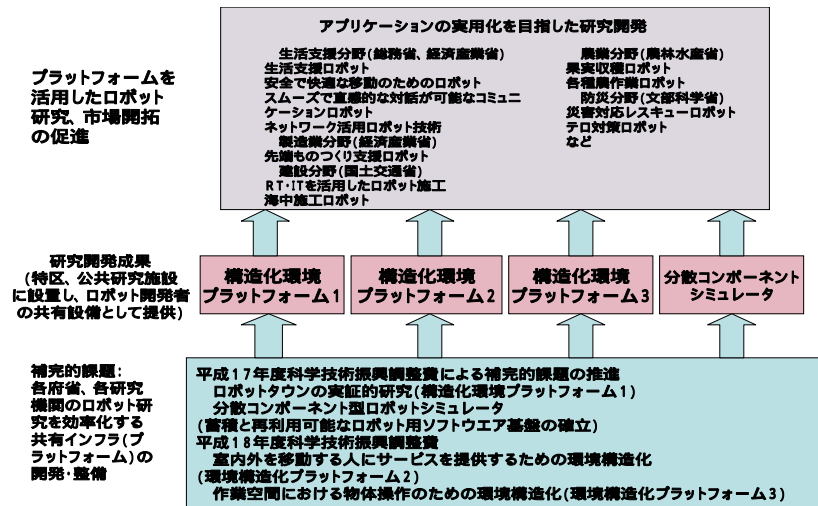 アプリケーションの実用化を目指した研究開発
生活支援分野(総務省、経済産業省)
生活支援ロボット
安全で快適な移動のためのロボット
スムーズで直感的な対話が可能なコミュニ
ケーションロボット
ネットワーク活用ロボット技術
製造業分野(経済産業省)
先端ものつくり支援ロボット
建設分野(国土交通省)
RT・ITを活用したロボット施工
海中施工ロボット
農業分野(農林水産省)
果実収穫ロボット
各種農作業ロボット
防災分野(文部科学省)
災害対応レスキューロボット
テロ対策ロボット
など
プラットフォームを
活用したロボット
研究、市場開拓
の促進
研究開発成果
(特区、公共研究施設
に設置し、ロボット開発者
の共有設備として提供)
構造化環境
プラットフォーム1
構造化環境
プラットフォーム2
構造化環境
プラットフォーム3
分散コンポーネント
シミュレータ
補完的課題:
各府省、各研究
機関のロボット研
究を効率化する
共有インフラ(プ
ラットフォーム)の
開発・整備
平成17年度科学技術振興調整費による補完的課題の推進
ロボットタウンの実証的研究(構造化環境プラットフォーム1)
分散コンポーネント型ロボットシミュレータ
(蓄積と再利用可能なロボット用ソフトウエア基盤の確立)
平成18年度科学技術振興調整費
室内外を移動する人にサービスを提供するための環境構造化
(環境構造化プラットフォーム2)
作業空間における物体操作のための環境構造化(環境構造化プラットフォーム3)